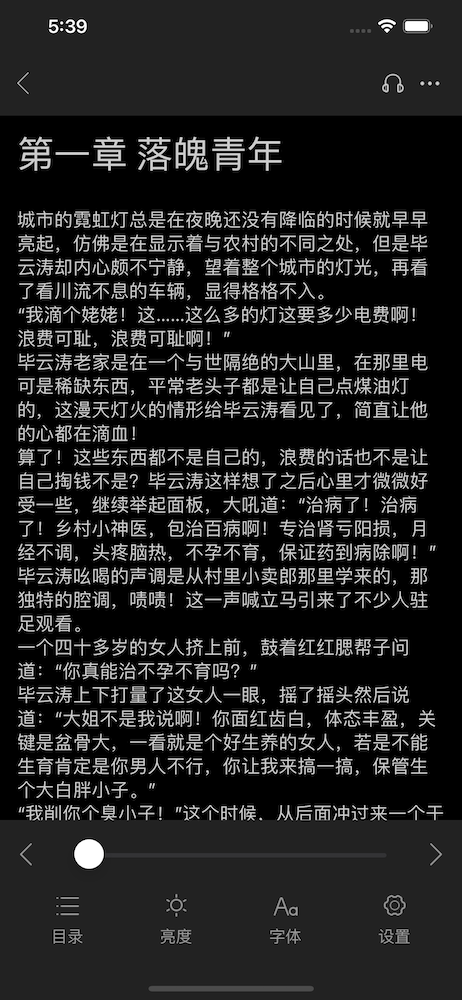 5:39
第一章 落魄青年
城市的霓虹灯总是在夜晚还没有降临的时候就早早
亮起，仿佛是在显示着与农村的不同之处，但是毕
云涛却内心颇不宁静，望着整个城市的灯光，再看
了看川流不息的车辆，显得格格不入。
“我滴个姥姥！这……这么多的灯这要多少电费啊！
浪费可耻，浪费可耻啊！”
毕云涛老家是在一个与世隔绝的大山里，在那里电
可是稀缺东西，平常老头子都是让自己点煤油灯
的，这漫天灯火的情形给毕云涛看见了，简直让他
的心都在滴血！
算了！这些东西都不是自己的，浪费的话也不是让
自己掏钱不是？毕云涛这样想了之后心里才微微好
受一些，继续举起面板，大吼道：“治病了！治病
了！乡村小神医，包治百病啊！专治肾亏阳损，月
经不调，头疼脑热，不孕不育，保证药到病除啊！”
毕云涛吆喝的声调是从村里小卖郎那里学来的，那
独特的腔调，啧啧！这一声喊立马引来了不少人驻
足观看。
一个四十多岁的女人挤上前，鼓着红红腮帮子问
道：“你真能治不孕不育吗？”
毕云涛上下打量了这女人一眼，摇了摇头然后说
道：“大姐不是我说啊！你面红齿白，体态丰盈，关
键是盆骨大，一看就是个好生养的女人，若是不能
生育肯定是你男人不行，你让我来搞一搞，保管生
个大白胖小子。”
“我削你个臭小子！”这个时候，从后面冲过来一个干
目录
亮度
字体
设置